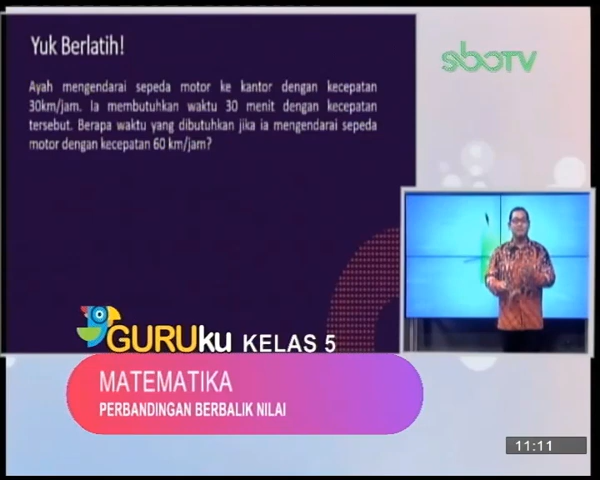 Yuk Berlatih!
Ayah mengendarai sepeda motor ke kantor dengan kecepatan
30km/jam. Ia membutuhkan waktu 30 menit dengan kecepatan
tersebut. Berapa waktu yang dibutuhkan jika ia mengendarai sepeda
motor dengan kecepatan 60 km/jam?
sboTV
GURUku KELAS 5
MATEMATIKA
PERBANDINGAN BERBALIK NILAI
11:11